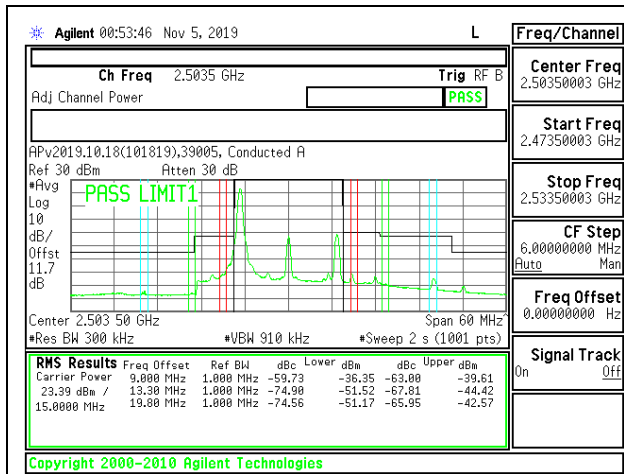 Agilent 00:53:46 Nov 5, 2019 L
Freq/Channel
Ch Freq 2.5035 GHz Trig RF B
Adj Channel Power PASS
APv2019.10.18(101819),39005, Conducted A
Ref 30 dBm Atten 30 dB
#Avg
Log
10
dB/
Offst
11.7
dB
PASS LIMIT1
Center 2.503 50 GHz Span 60 MHz
#Res BW 300 kHz #VBW 910 kHz #Sweep 2 s (1001 pts)
RMS Results Freq Offset Ref BW dBc Lower dBm dBc Upper dBm
Carrier Power 9.000 MHz 1.000 MHz -59.73 -36.35 -63.00 -39.61
23.39 dBm / 13.30 MHz 1.000 MHz -74.90 -51.52 -67.81 -44.42
15.0000 MHz 19.80 MHz 1.000 MHz -74.56 -51.17 -65.95 -42.57
Center Freq
2.50350003 GHz
Start Freq
2.47350003 GHz
Stop Freq
2.53350003 GHz
CF Step
6.00000000 MHz
Auto Man
Freq Offset
0.00000000 Hz
Signal Track
On Off
Copyright 2000-2010 Agilent Technologies